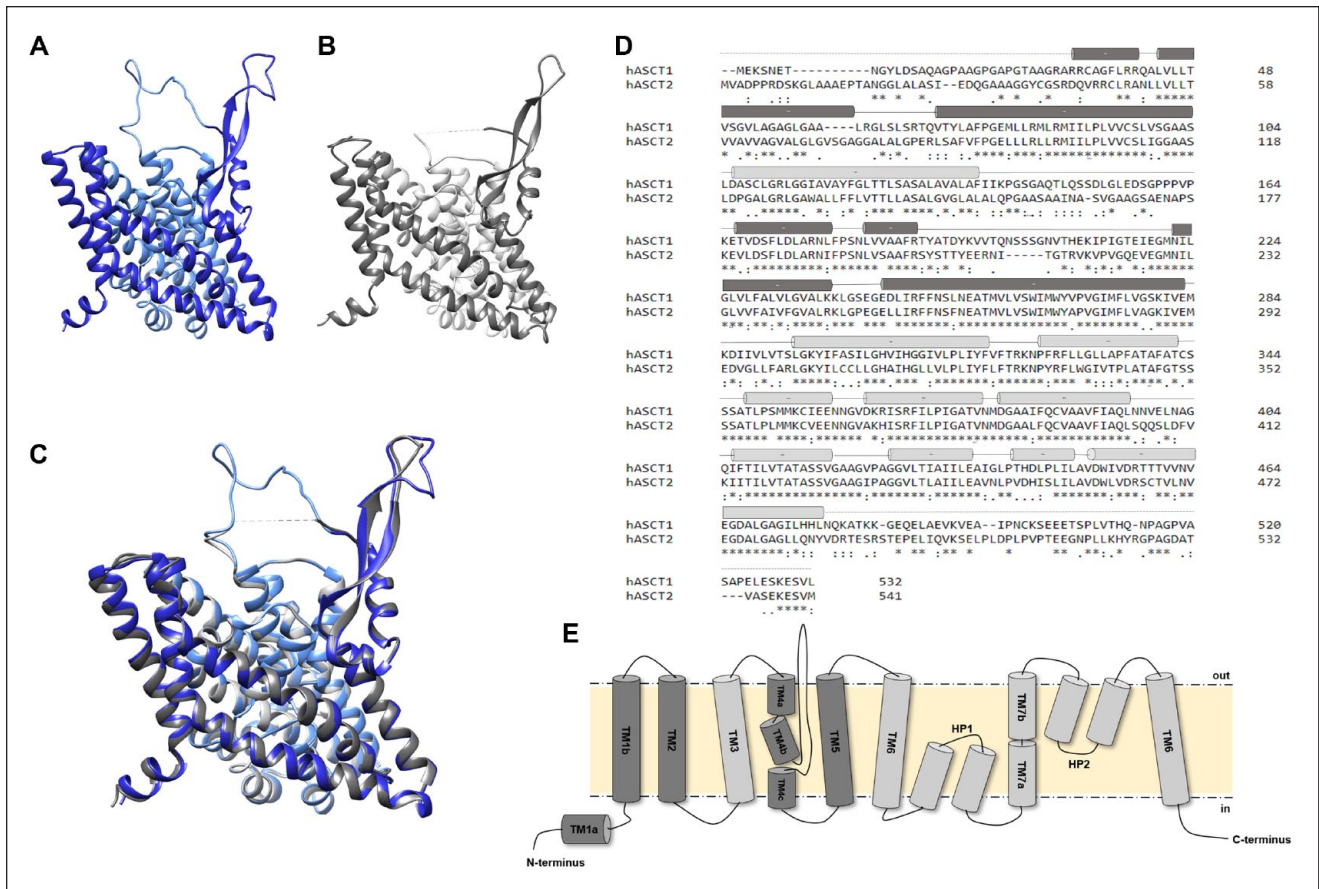 A
B
C
D
hASCT1 --MEKSNET----------NGYLDSAQAGPAAGPGAPGTAAGRARRCAGFLRRQALVLLT 48
hASCT2 MVADPPRDSKGLAAAEPTANGGLALASI--EDQGAAAGGYCGSRDQVRRCLRANLLVLLT 58
hASCT1 VSGVLAGAGLGAA----LRGLSLSRTQVTYLAFPGEMLLRMLRMIILPLVVCSLVSGAAS 104
hASCT2 VVAVVAGVALGLGVSGAGGALALGPERLSAFVFPGELLLRLLRMIILPLVVCSLIGGAAS 118
hASCT1 LDASCLGRLGGIAVAYFGLTTLSASALAVALAFIIKPGSGAQTLQSSDLGLEDSGPPPVP 164
hASCT2 LDPGALGRLGAWALLFFLVTTLSASALGVGLALALQPGAASAAINA-SVGAAGSAENAPS 177
hASCT1 KETVDSFLDLARNLFPSNLVVAAFRTYATDYKVVTQNSSSGNVTHEKIPIGTEIEGMNIL 224
hASCT2 KEVLDSFLDLARNIFPSNLVSAAFRSYSTTYEERNI-----TGTRVKVPVGQEVEGMNIL 232
hASCT1 GLVLFALVLGVALKKLGSEGEDLIRFFNSLNEATMVLVSWIMWYVPVGIMFLVGSKIVEM 284
hASCT2 GLVVFAIVFGVALRKLGPEGELLIRFFNSFNEATMVLVSWIMWYAPVGIMFLVAGKIVEM 292
hASCT1 KDIIVLVTSLGKYIFASILGHVIHGGIVLPLIYFVFTRKNPFRFLLGLLAPFATAFATCS 344
hASCT2 EDVGLLFARLGKYILCCLLGHAIHGLLVLPLIYFLFTRKNPYRFLWGIVTPLATAFGTSS 352
hASCT1 SSATLPSMMKCIEENNGVDKRISRFILPIGATVNMDGAAIFQCVAAVFIAQLNNVELNAG 404
hASCT2 SSATLPLMMKCVEENNGVAKHISRFILPIGATVNMDGAALFQCVAAVFIAQLSQQSLDFV 412
hASCT1 QIFTILVTATASSVGAAGVPAGGVLTIAIILEAIGLPTHDLPLILAVDWIVDRTTTVVNV 464
hASCT2 KIITILVTATASSVGAAGIPAGGVLTLAIILEAVNLPVDHISLILAVDWLVDRSCTVLNV 472
hASCT1 EGDALGAGILHHLNQKATKK-GEQELAEVKVEA-IPNCKSEEETSPLVTHQ-NPAGPVA 520
hASCT2 EGDALGAGLLQNYVDRTESRSTEPELIQVKSELPLDPLPVPTEEGNPLLKHYRGPAGDAT 532
hASCT1 SAPELESKESVL 532
hASCT2 ---VASEKESVM 541
E
out
in
TM1a
TM1b
TM2
TM3
TM4a
TM4b
TM4c
TM5
TM6
HP1
TM7b
TM7a
HP2
TM6
N-terminus
C-terminus